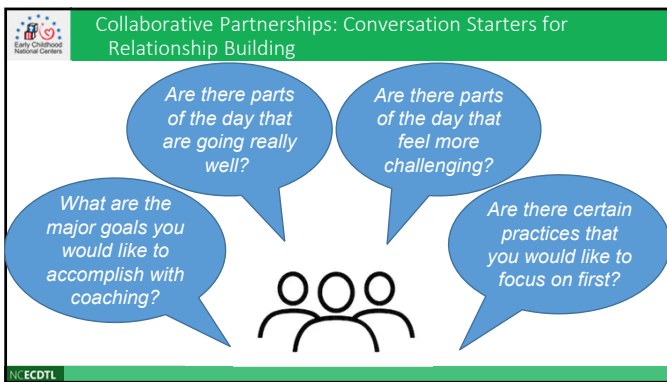 Early Childhood
National Centers
Collaborative Partnerships: Conversation Starters for
Relationship Building
What are the
major goals you
would like to
accomplish with
coaching?
Are there parts
of the day that
are going really
well?
Are there parts
of the day that
feel more
challenging?
Are there certain
practices that
you would like to
focus on first?
NCECDTL